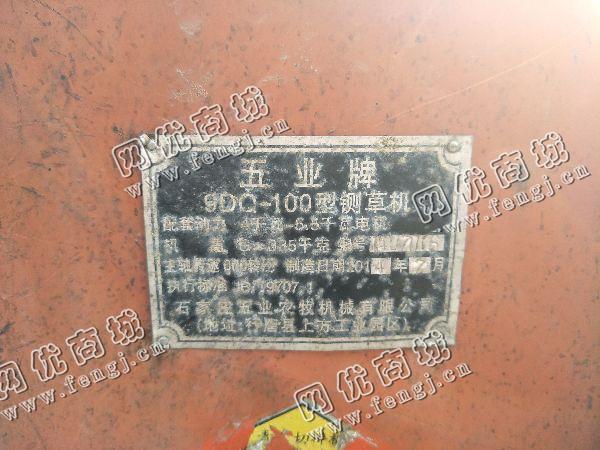 网优商城
www.fengj.cn
网优商城
www.fengj.cn
五业牌
9DQ-100型铡草机
配套动力 4千瓦-5.5千瓦电机
机 335千克 编号
主轴转速 制造日期201 年 月
执行标准 JB/T9707.1
石家庄五业农牧机械有限公司
(地址:行唐县上方工业园区)
网优商城
www.fengj.cn
网优商城
www.fengj.cn